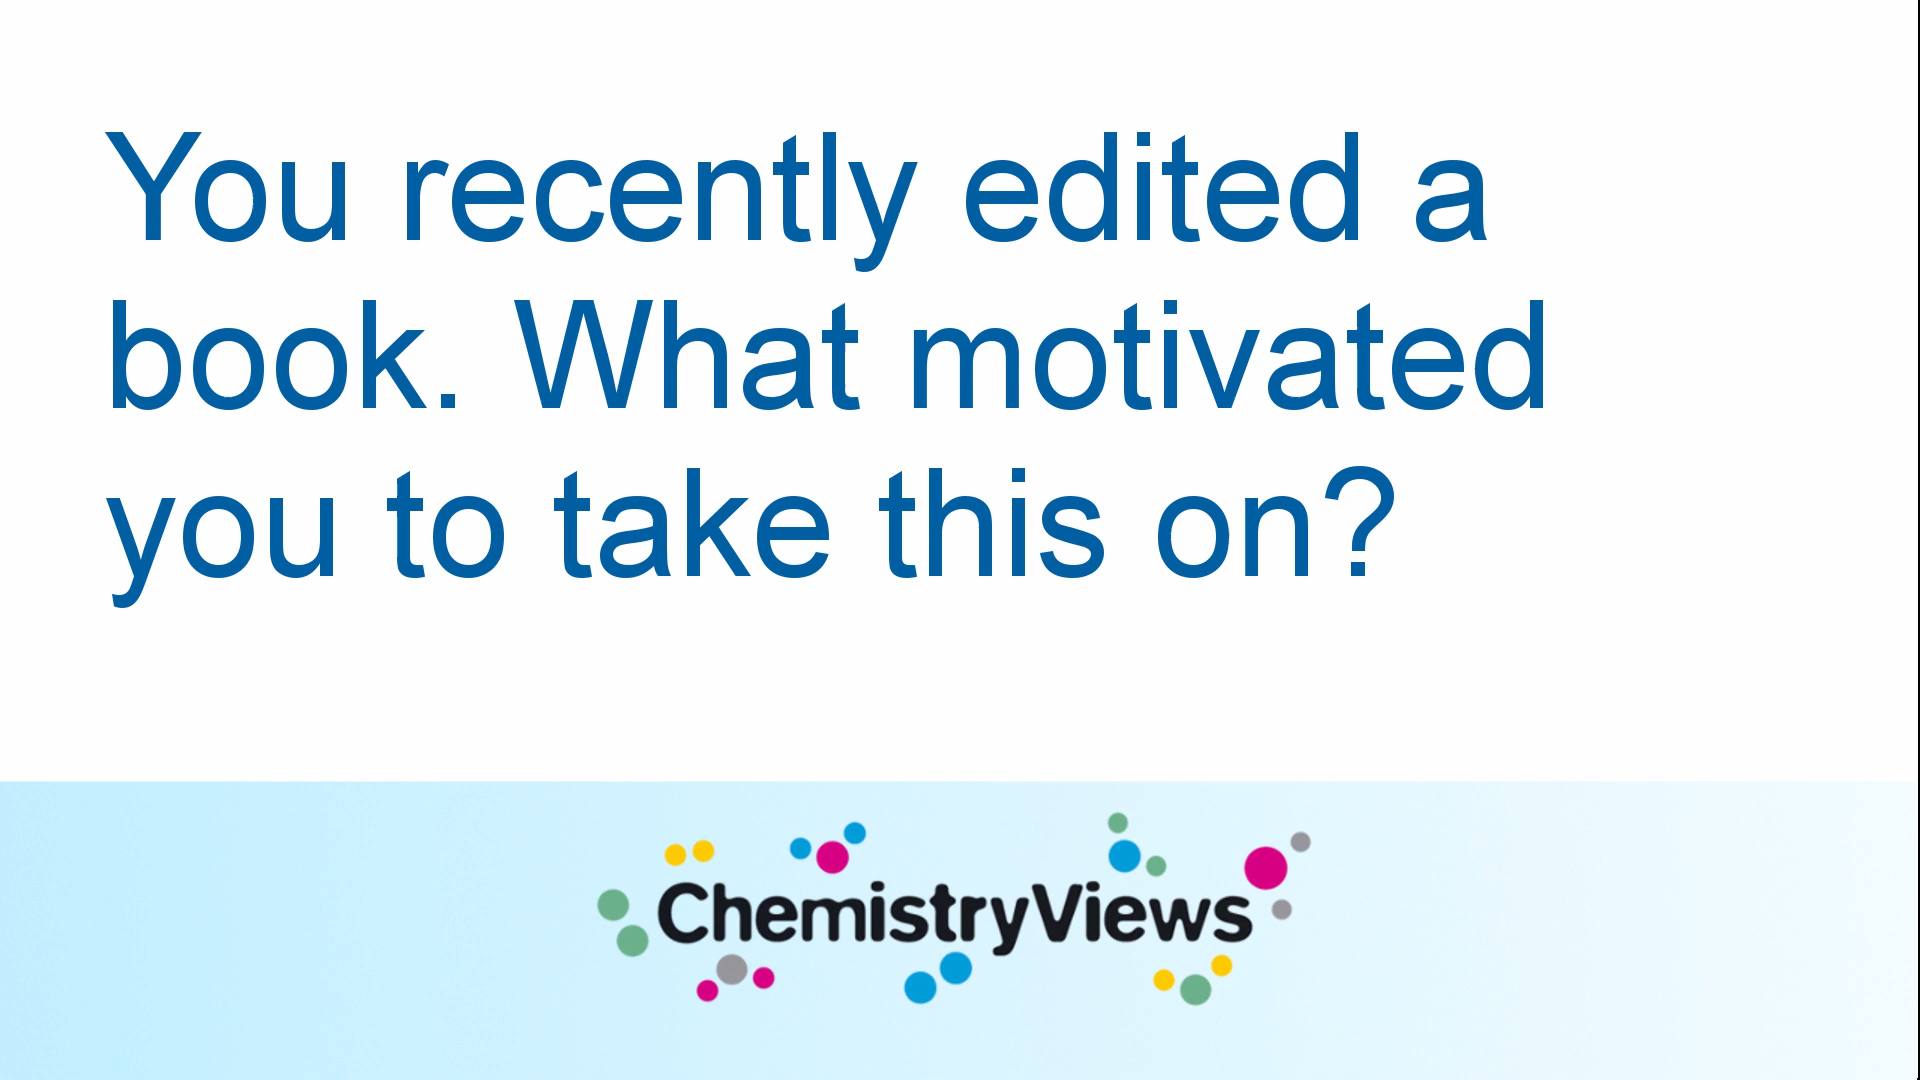 You recently edited a
book. What motivated
you to take this on?
ChemistryViews